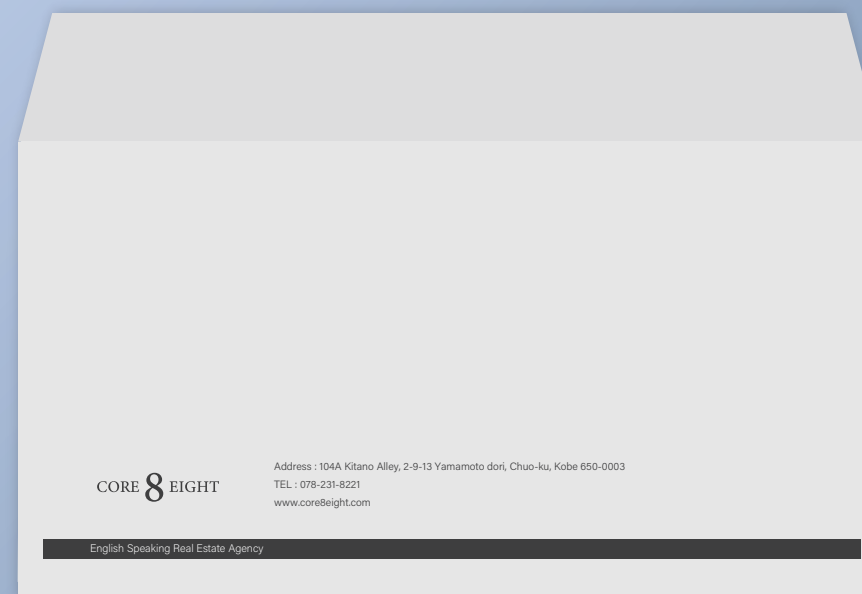 CORE 8 EIGHT
Address : 104A Kitano Alley, 2-9-13 Yamamoto dori, Chuo-ku, Kobe 650-0003
TEL : 078-231-8221
www.core8eight.com
English Speaking Real Estate Agency